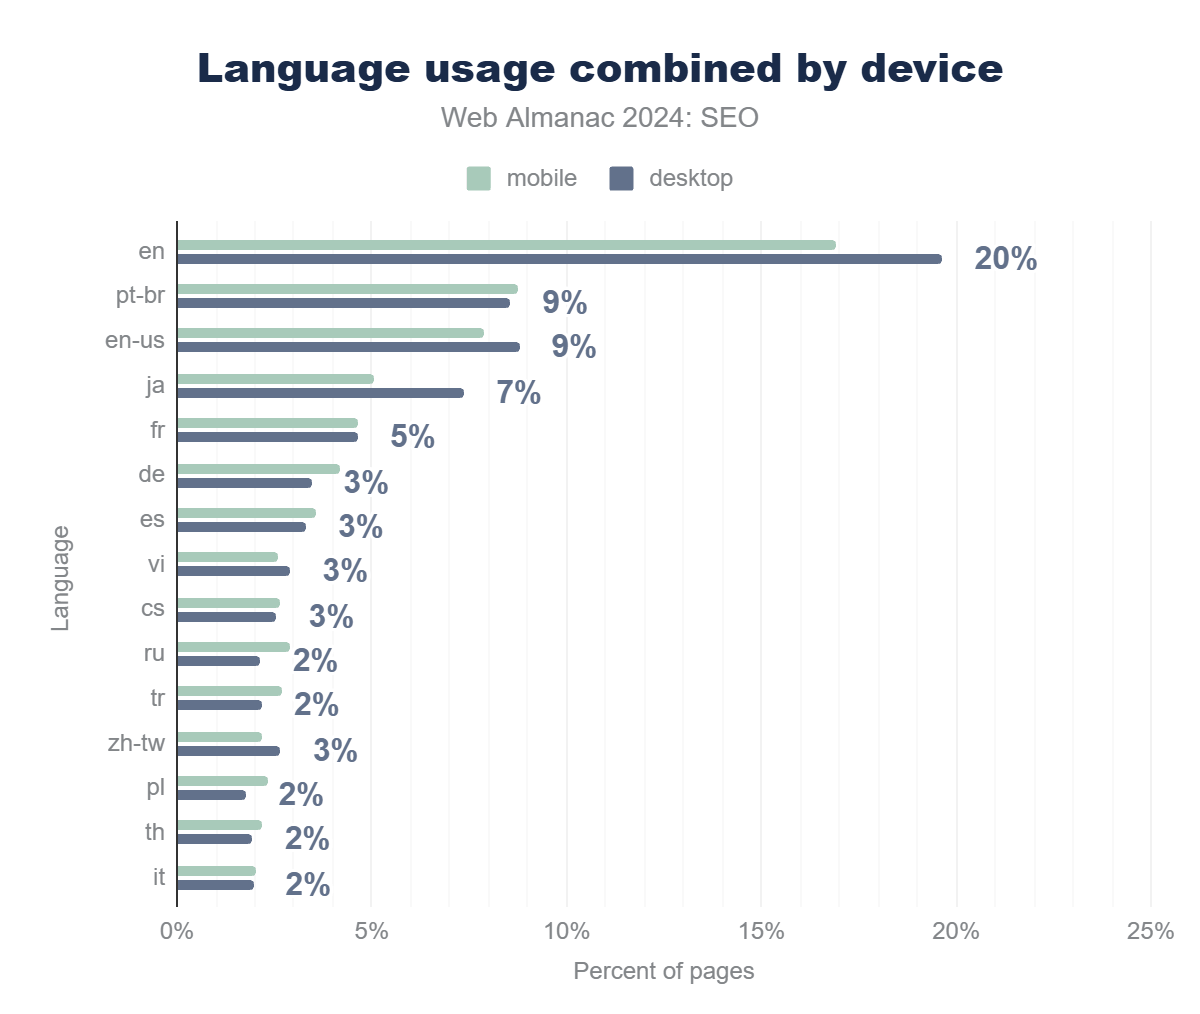 Language usage combined by device
Web Almanac 2024: SEO
mobile desktop
en 20%
pt-br 9%
en-us 9%
ja 7%
fr 5%
de 3%
es 3%
vi 3%
cs 3%
ru 2%
tr 2%
zh-tw 3%
pl 2%
th 2%
it 2%
Language
0% 5% 10% 15% 20% 25%
Percent of pages